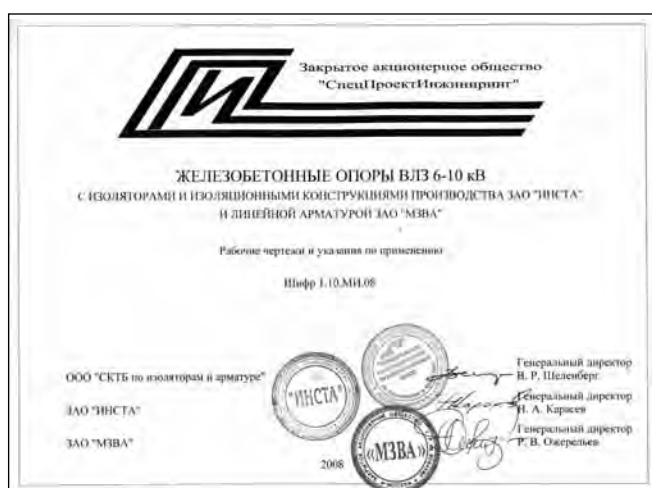 Закрытое акционерное общество
"СпецПроектИнжиниринг"
ЖЕЛЕЗОБЕТОННЫЕ ОПОРЫ ВЛЗ 6-10 кВ
С ИЗОЛЯТОРАМИ И ИЗОЛЯЦИОННЫМИ КОНСТРУКЦИЯМИ ПРОИЗВОДСТВА ЗАО "ИНСТА"
И ЛИНЕЙНОЙ АРМАТУРОЙ ЗАО "МЗВА"
Рабочие чертежи и указания по применению
Шифр 1.10.МИ.08
ООО "СКТБ по изоляторам и арматуре"
Генеральный директор
В. Р. Шеленберг
ЗАО "ИНСТА"
"ИНСТА"
Генеральный директор
Н. А. Карасев
ЗАО "МЗВА"
«МЗВА»
Генеральный директор
Р. В. Ожерельев
2008